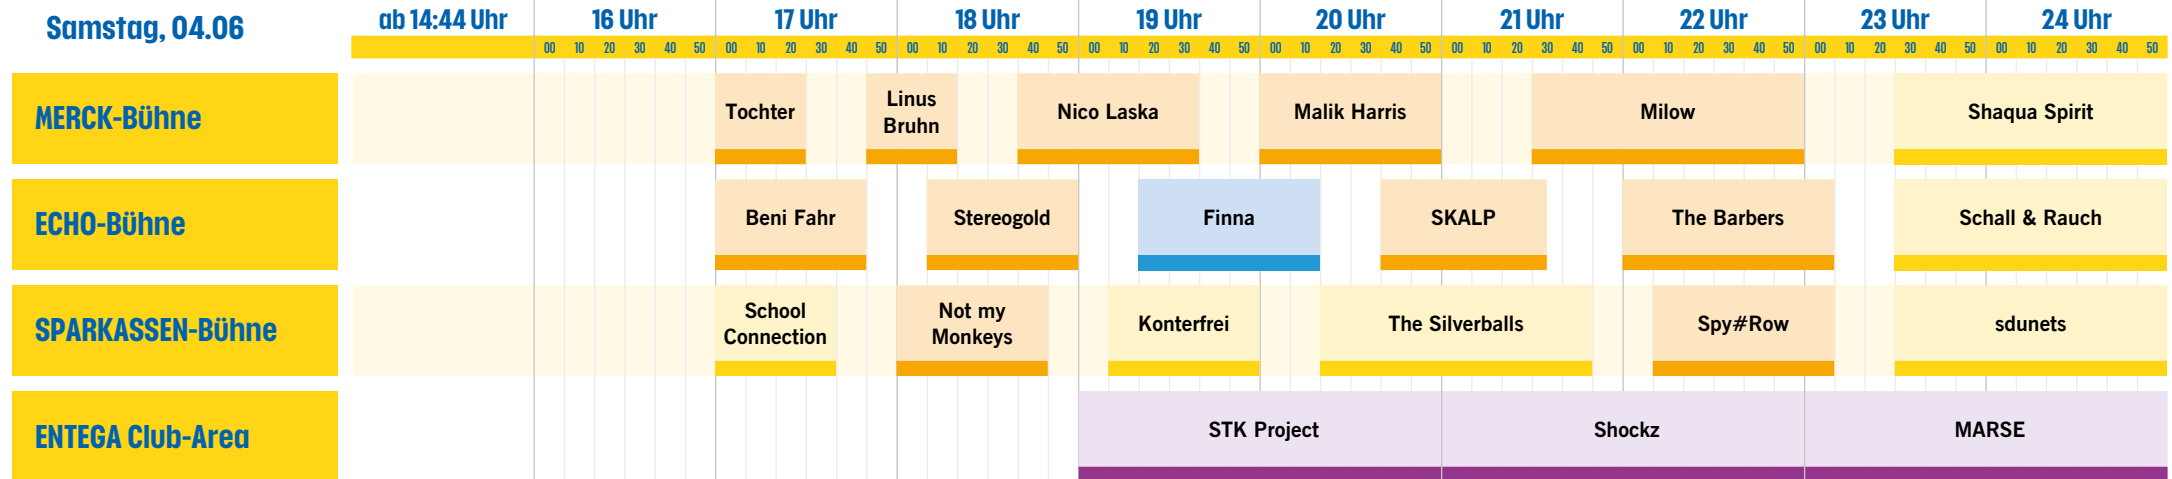 Samstag, 04.06
ab 14:44 Uhr 16 Uhr 17 Uhr 18 Uhr 19 Uhr 20 Uhr 21 Uhr 22 Uhr 23 Uhr 24 Uhr
00 10 20 30 40 50 00 10 20 30 40 50 00 10 20 30 40 50 00 10 20 30 40 50 00 10 20 30 40 50 00 10 20 30 40 50 00 10 20 30 40 50 00 10 20 30 40 50 00 10 20 30 40 50
MERCK-Bühne
Tochter
Linus
Bruhn
Nico Laska
Malik Harris
Milow
Shaqua Spirit
ECHO-Bühne
Beni Fahr
Stereogold
Finna
SKALP
The Barbers
Schall & Rauch
SPARKASSEN-Bühne
School
Connection
Not my
Monkeys
Konterfrei
The Silverballs
Spy#Row
sdunets
ENTEGA Club-Area
STK Project
Shockz
MARSE